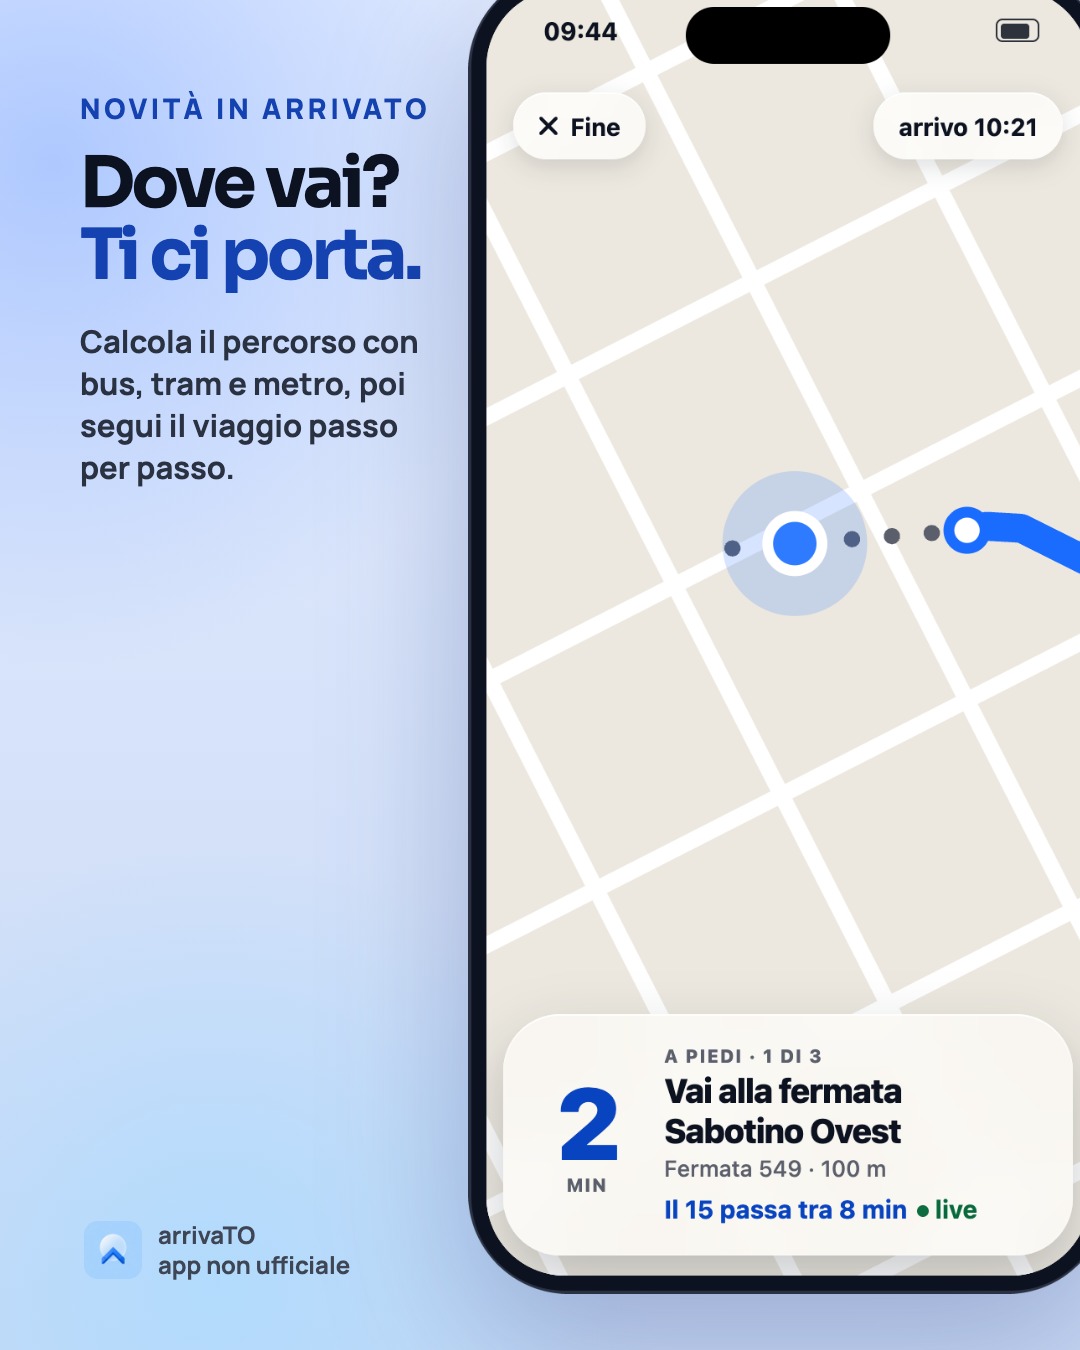 NOVITÀ IN ARRIVATO
Dove vai?
Ti ci porta.
Calcola il percorso con
bus, tram e metro, poi
segui il viaggio passo
per passo.
09:44
Fine
arrivo 10:21
A PIEDI · 1 DI 3
2
MIN
Vai alla fermata
Sabotino Ovest
Fermata 549 · 100 m
Il 15 passa tra 8 min ● live
arrivaTO
app non ufficiale